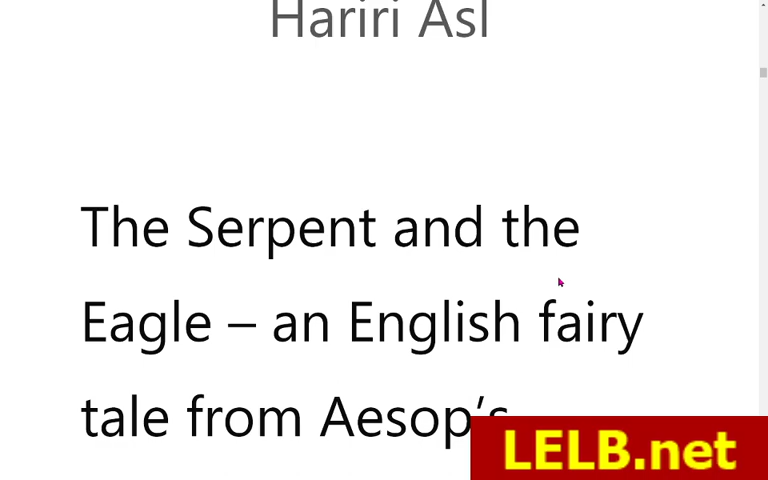 Hariri Asl
The Serpent and the
Eagle – an English fairy
tale from Aesop’s
LELB.net